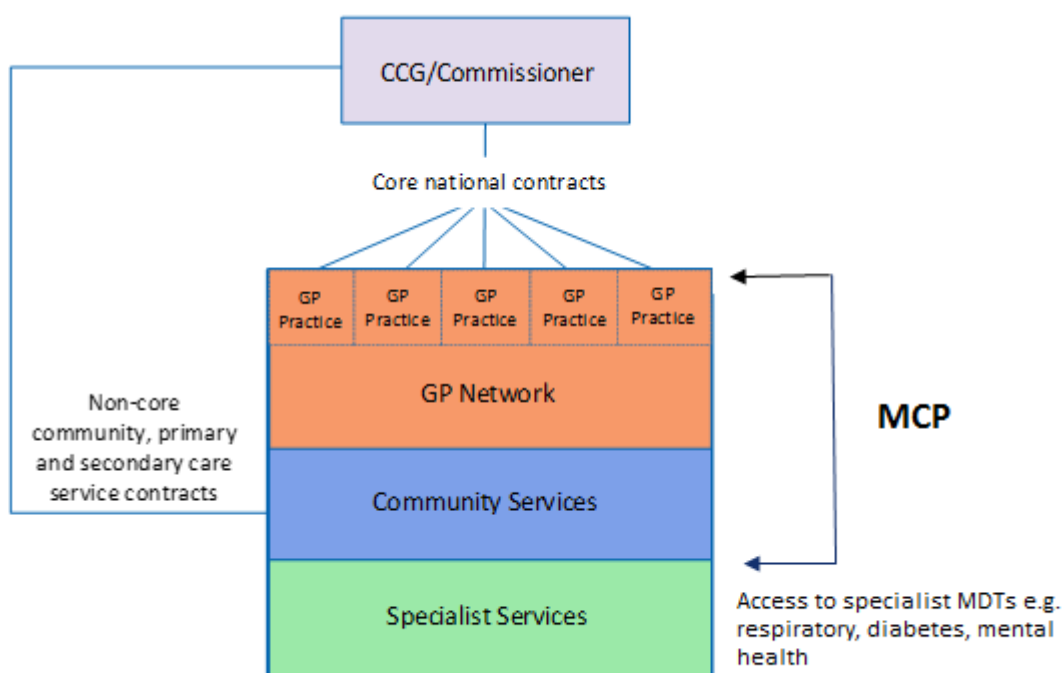 CCG/Commissioner
Core national contracts
GP
Practice
GP
Practice
GP
Practice
GP
Practice
GP
Practice
GP Network
Non-core
community, primary
and secondary care
service contracts
MCP
Community Services
Specialist Services
Access to specialist MDTs e.g.
respiratory, diabetes, mental
health